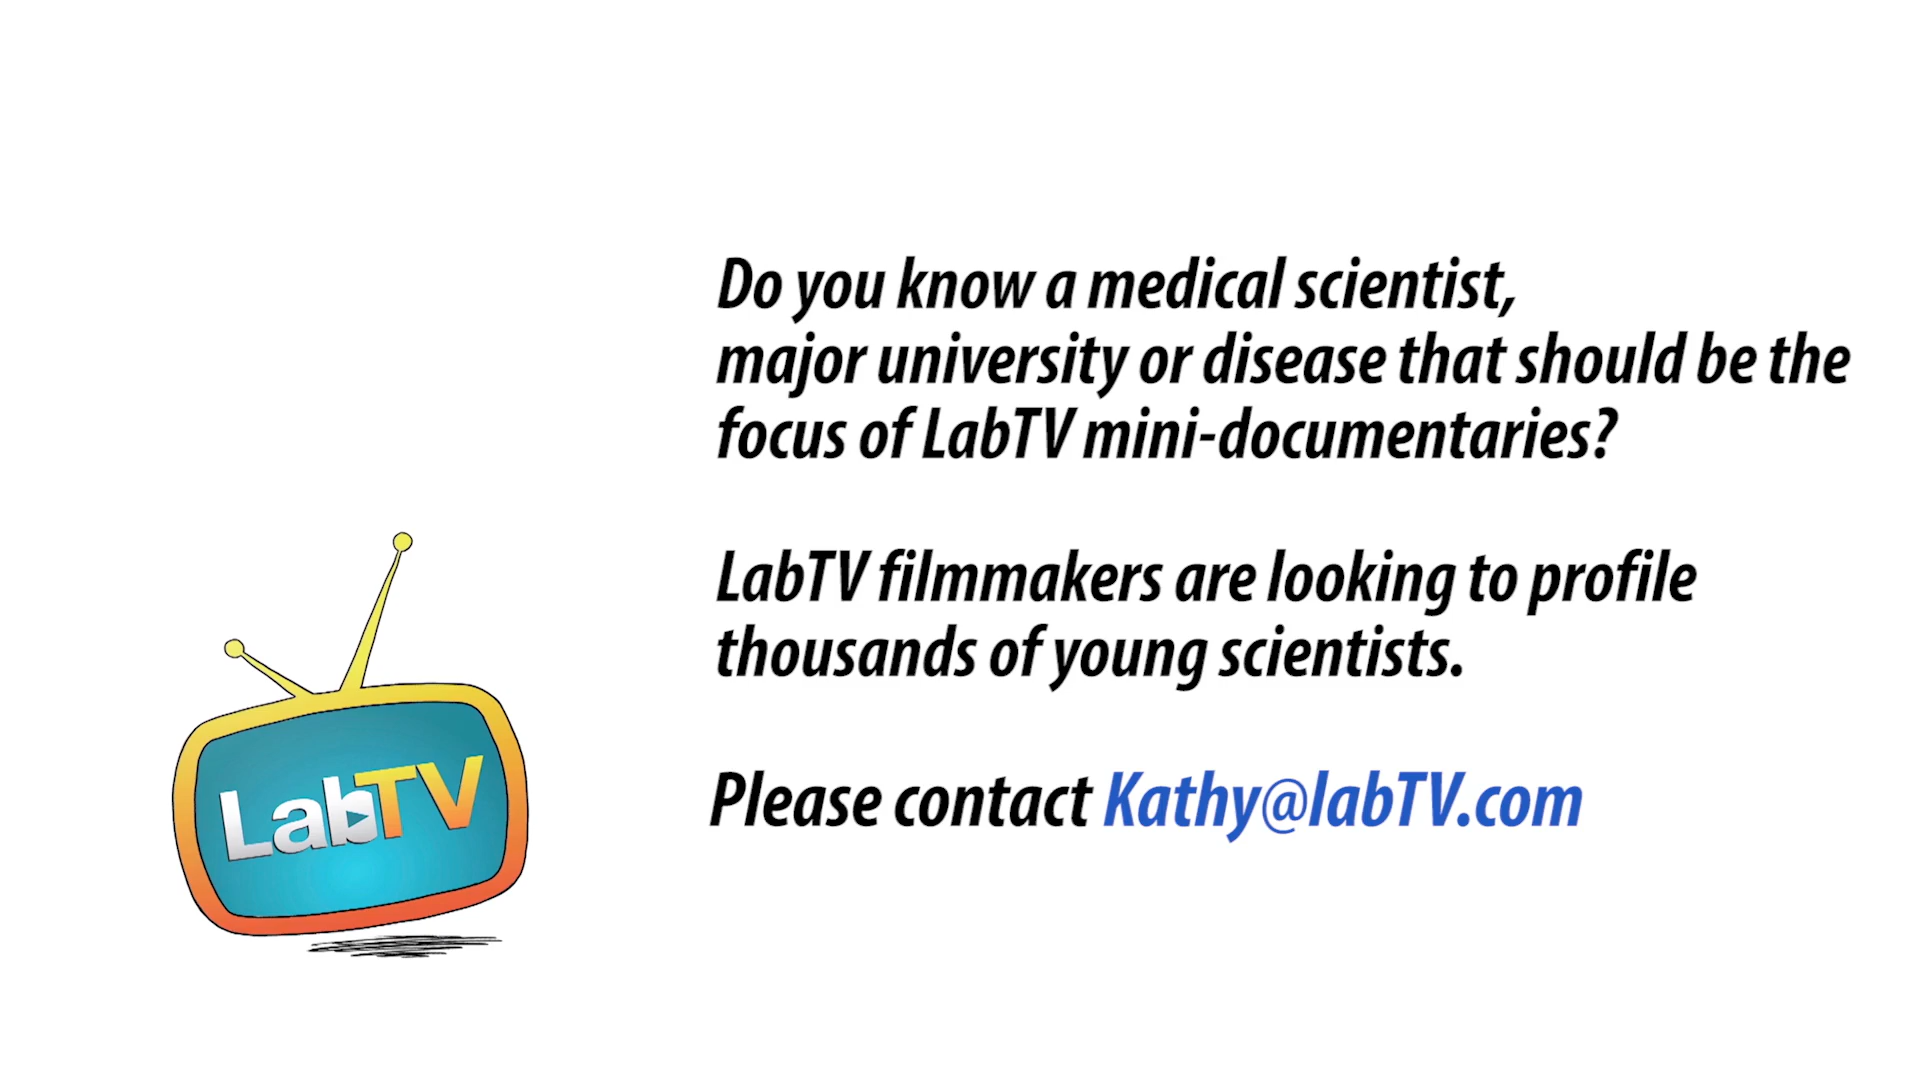 Do you know a medical scientist,
major university or disease that should be the
focus of LabTV mini-documentaries?
LabTV filmmakers are looking to profile
thousands of young scientists.
Please contact Kathy@labTV.com
LabTV